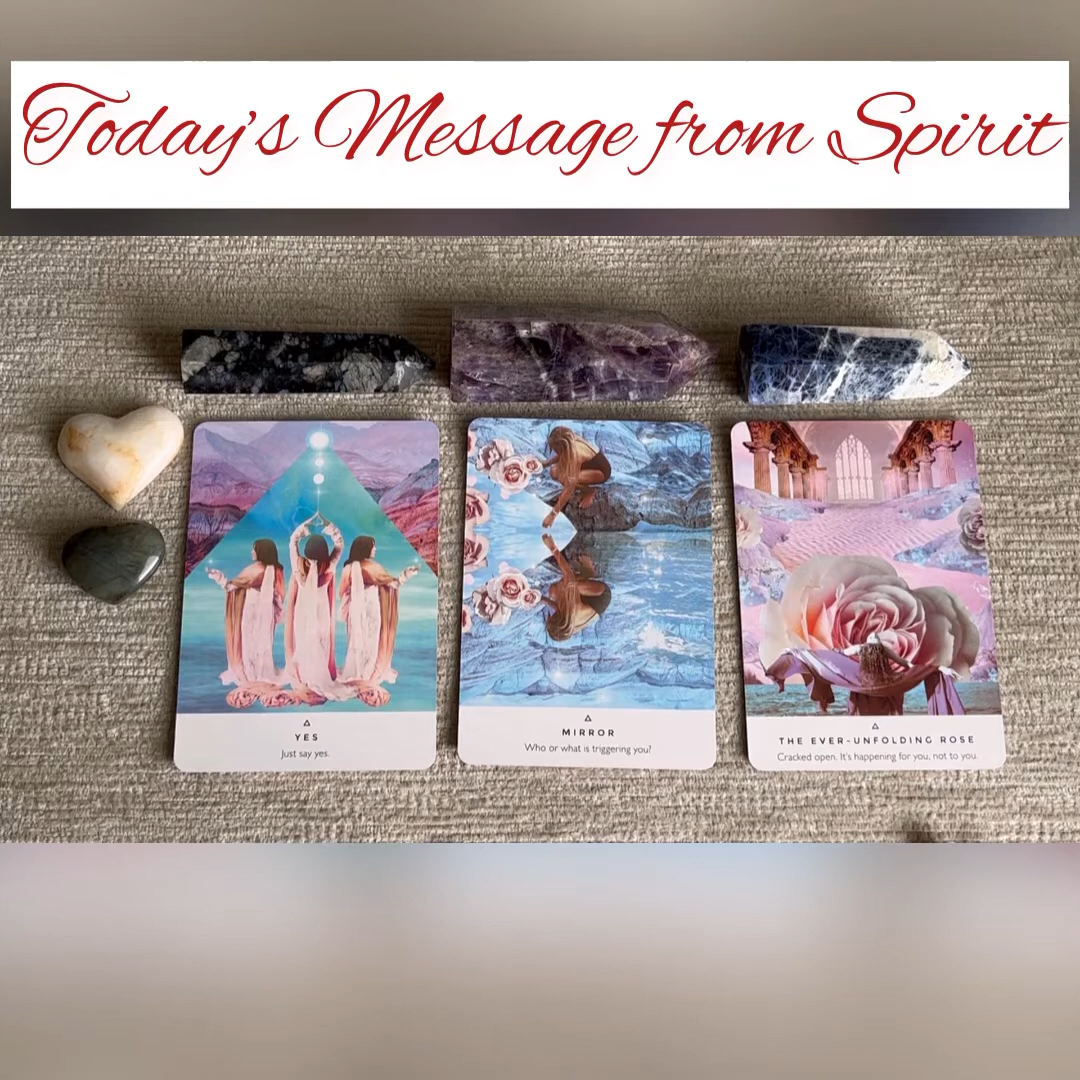 Today's Message from Spirit
YES
Just say yes.
MIRROR
Who or what is triggering you?
THE EVER-UNFOLDING ROSE
Cracked open. It's happening for you, not to you.